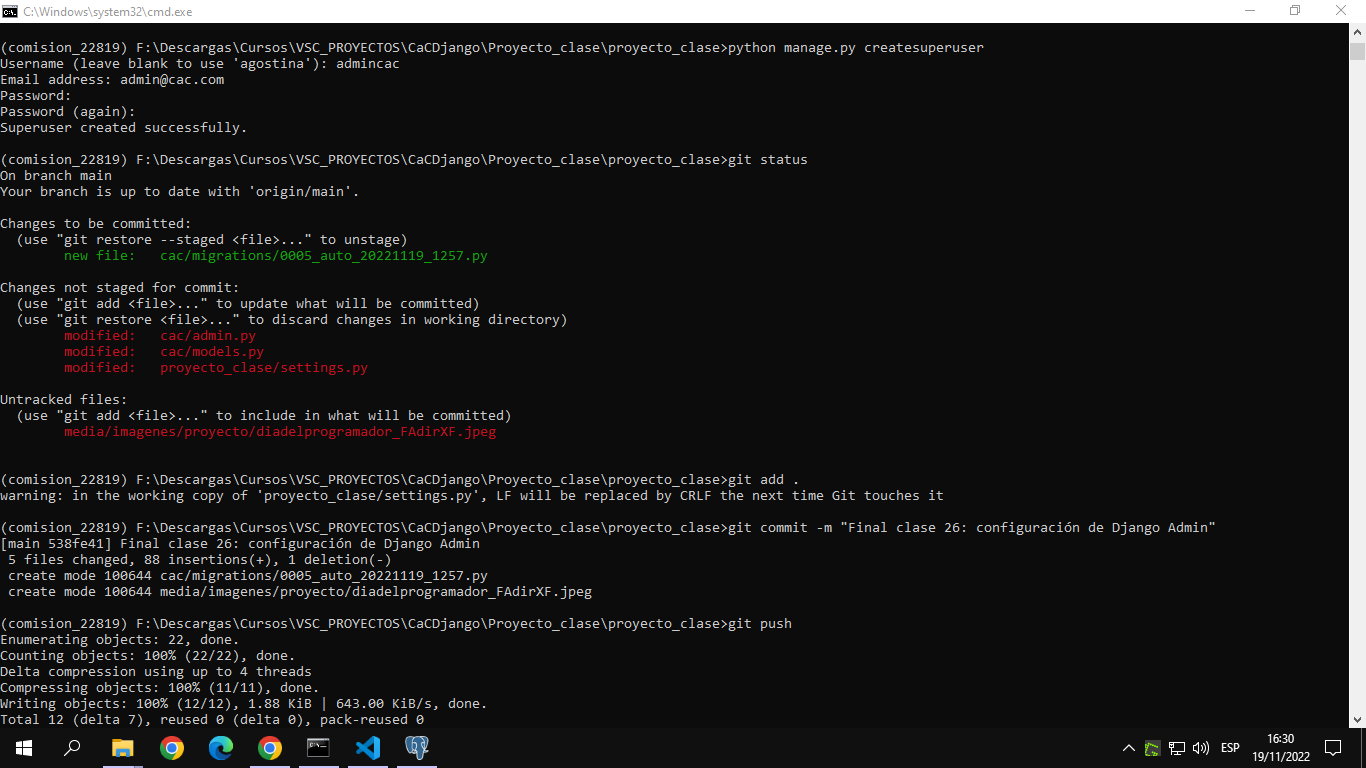 C:\Windows\system32\cmd.exe
(comision_22819) F:\Descargas\Cursos\VSC_PROYECTOS\CaCDjango\Proyecto_clase\proyecto_clase>python manage.py createsuperuser
Username (leave blank to use 'agostina'): admincac
Email address: admin@cac.com
Password:
Password (again):
Superuser created successfully.
(comision_22819) F:\Descargas\Cursos\VSC_PROYECTOS\CaCDjango\Proyecto_clase\proyecto_clase>git status
On branch main
Your branch is up to date with 'origin/main'.
Changes to be committed:
  (use "git restore --staged <file>..." to unstage)
        new file:   cac/migrations/0005_auto_20221119_1257.py
Changes not staged for commit:
  (use "git add <file>..." to update what will be committed)
  (use "git restore <file>..." to discard changes in working directory)
        modified:   cac/admin.py
        modified:   cac/models.py
        modified:   proyecto_clase/settings.py
Untracked files:
  (use "git add <file>..." to include in what will be committed)
        media/imagenes/proyecto/diadelprogramador_FAdirXF.jpeg
(comision_22819) F:\Descargas\Cursos\VSC_PROYECTOS\CaCDjango\Proyecto_clase\proyecto_clase>git add .
warning: in the working copy of 'proyecto_clase/settings.py', LF will be replaced by CRLF the next time Git touches it
(comision_22819) F:\Descargas\Cursos\VSC_PROYECTOS\CaCDjango\Proyecto_clase\proyecto_clase>git commit -m "Final clase 26: configuración de Django Admin"
[main 538fe41] Final clase 26: configuración de Django Admin
 5 files changed, 88 insertions(+), 1 deletion(-)
 create mode 100644 cac/migrations/0005_auto_20221119_1257.py
 create mode 100644 media/imagenes/proyecto/diadelprogramador_FAdirXF.jpeg
(comision_22819) F:\Descargas\Cursos\VSC_PROYECTOS\CaCDjango\Proyecto_clase\proyecto_clase>git push
Enumerating objects: 22, done.
Counting objects: 100% (22/22), done.
Delta compression using up to 4 threads
Compressing objects: 100% (11/11), done.
Writing objects: 100% (12/12), 1.88 KiB | 643.00 KiB/s, done.
Total 12 (delta 7), reused 0 (delta 0), pack-reused 0
ESP
16:30
19/11/2022